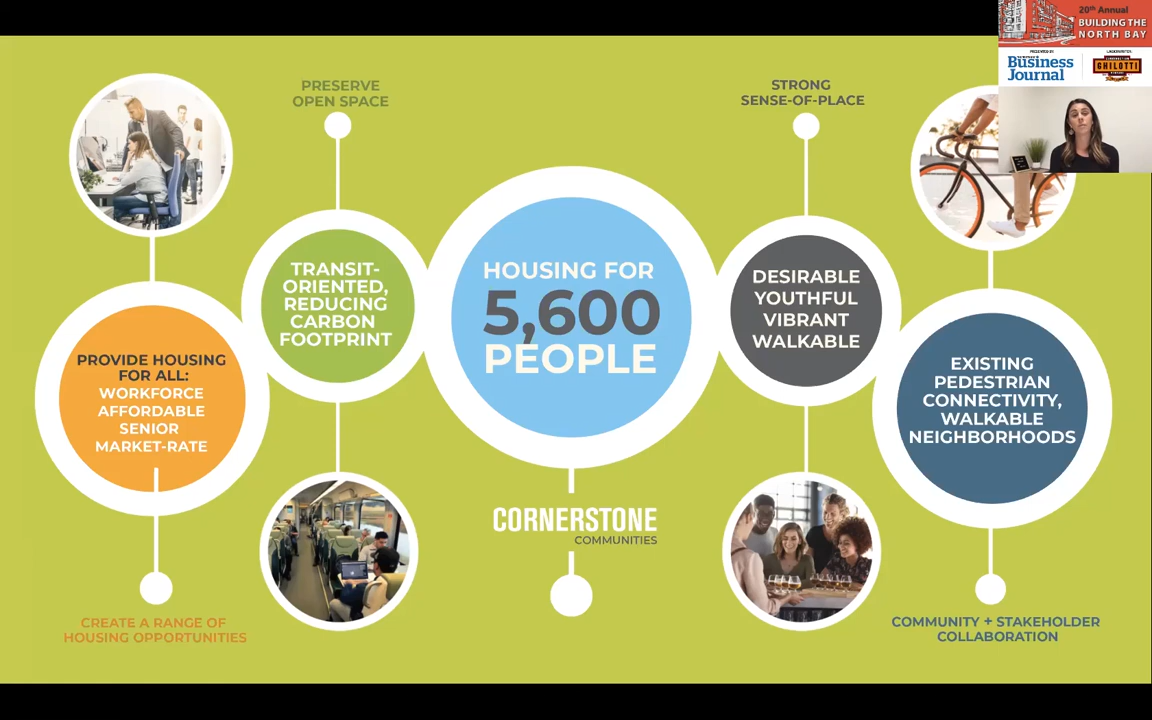 20th Annual
BUILDING THE
NORTH BAY
Business
Journal
GHILOTTI
PRESERVE
OPEN SPACE
STRONG
SENSE-OF-PLACE
TRANSIT-
ORIENTED,
REDUCING
CARBON
FOOTPRINT
HOUSING FOR
5,600
PEOPLE
DESIRABLE
YOUTHFUL
VIBRANT
WALKABLE
PROVIDE HOUSING
FOR ALL:
WORKFORCE
AFFORDABLE
SENIOR
MARKET-RATE
EXISTING
PEDESTRIAN
CONNECTIVITY,
WALKABLE
NEIGHBORHOODS
CORNERSTONE
COMMUNITIES
CREATE A RANGE OF
HOUSING OPPORTUNITIES
COMMUNITY + STAKEHOLDER
COLLABORATION